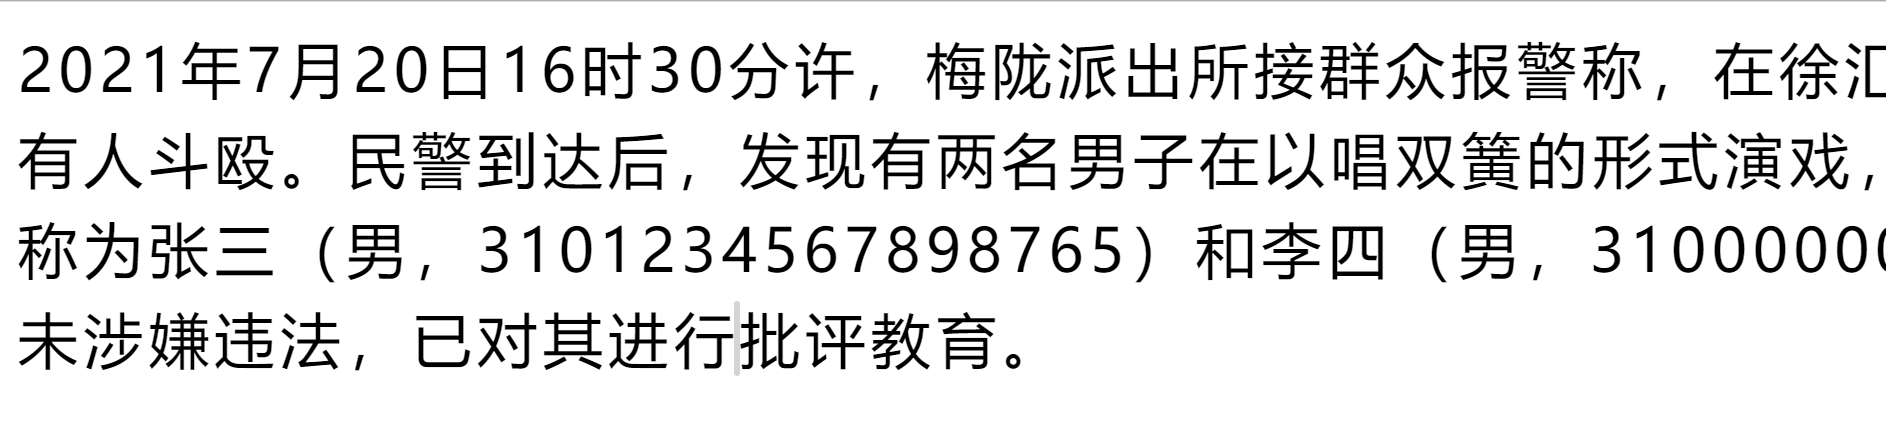 2021年7月20日16时30分许，梅陇派出所接群众报警称，在徐汇
有人斗殴。民警到达后，发现有两名男子在以唱双簧的形式演戏，
称为张三（男，3101234567898765）和李四（男，3100000
未涉嫌违法，已对其进行批评教育。